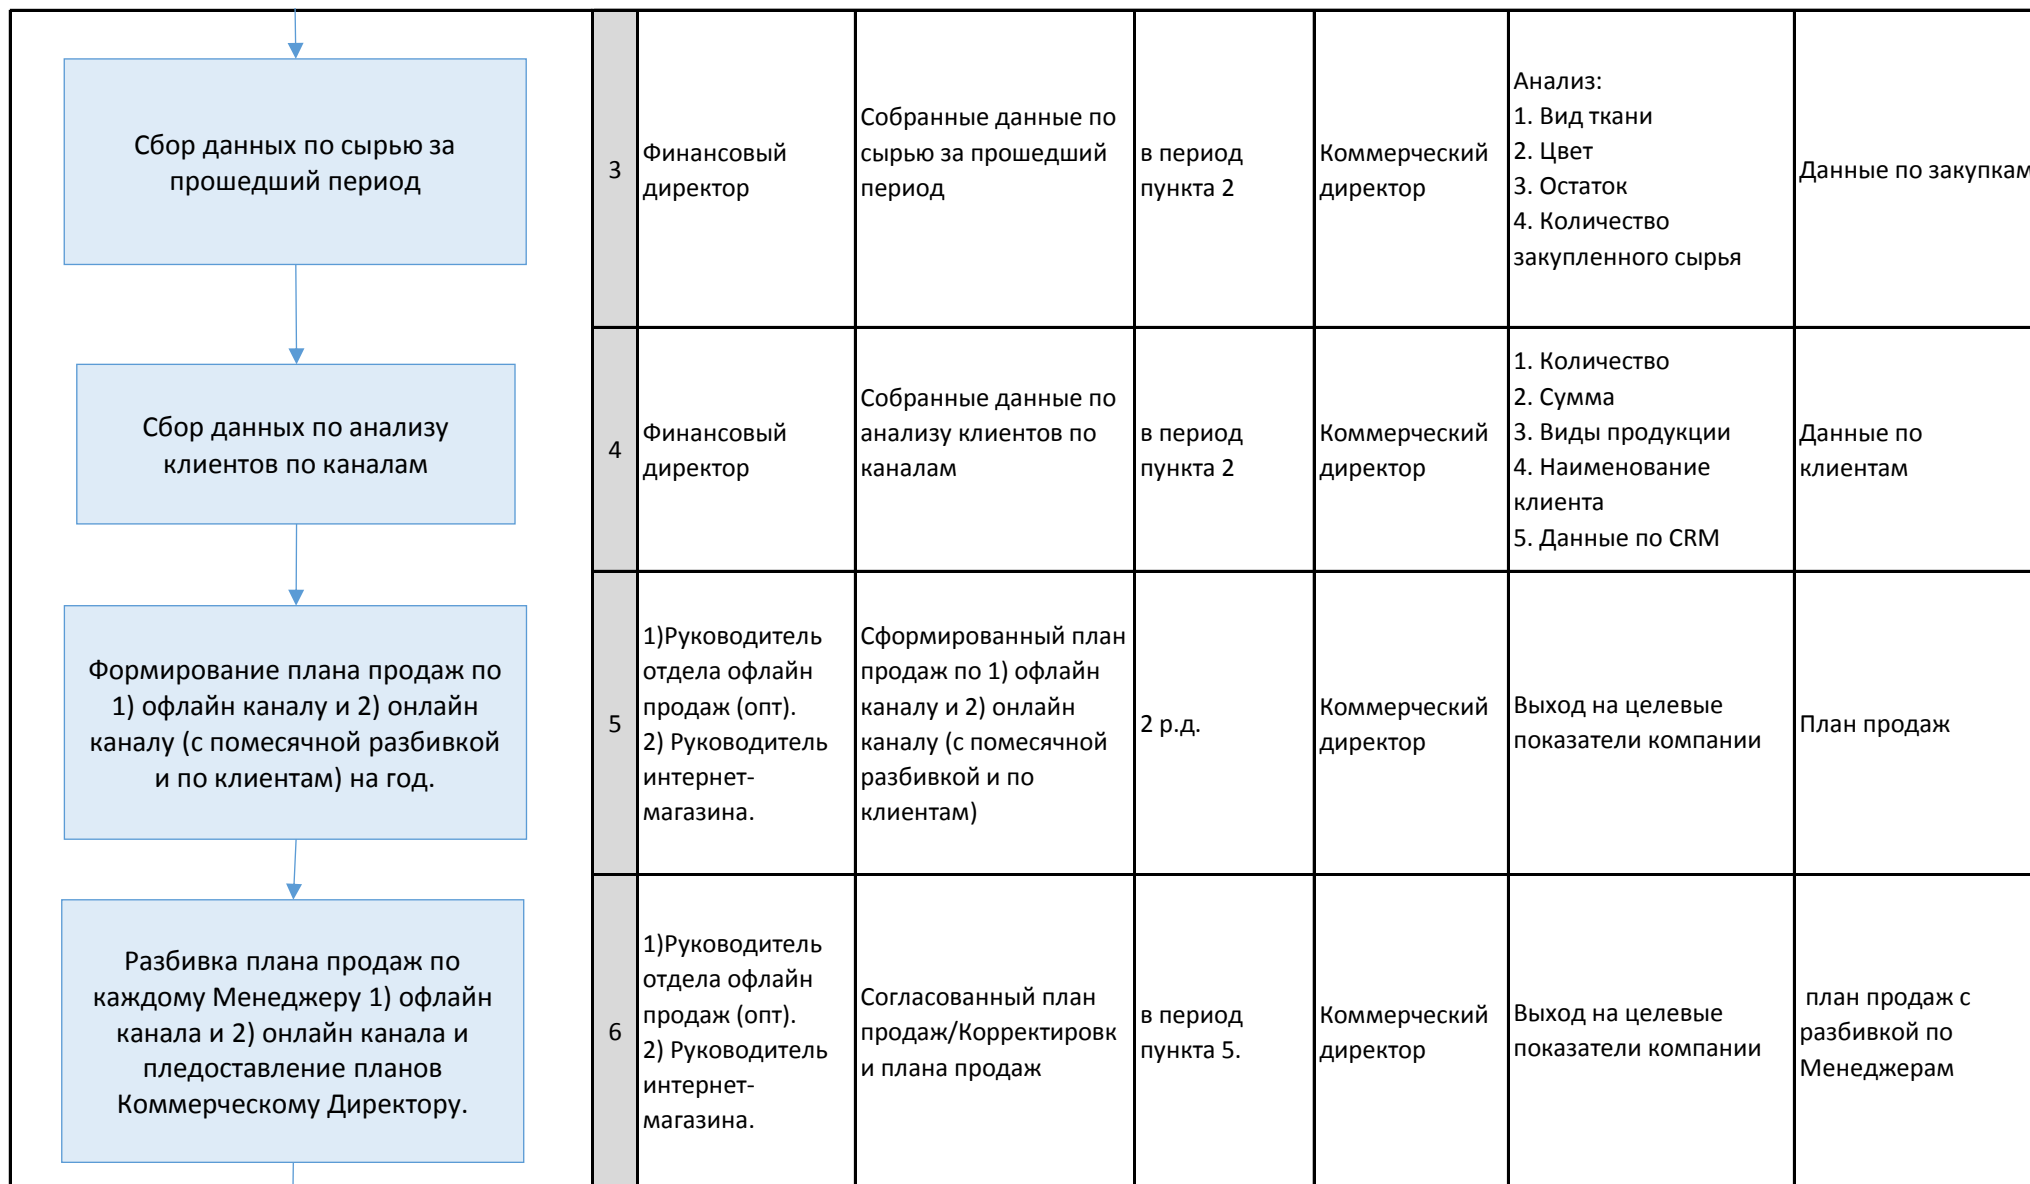 Сбор данных по сырью за
прошедший период
3
Финансовый
директор
Собранные данные по
сырью за прошедший
период
в период
пункта 2
Коммерческий
директор
Анализ:
1. Вид ткани
2. Цвет
3. Остаток
4. Количество
закупленного сырья
Данные по закупкам
Сбор данных по анализу
клиентов по каналам
4
Финансовый
директор
Собранные данные по
анализу клиентов по
каналам
в период
пункта 2
Коммерческий
директор
1. Количество
2. Сумма
3. Виды продукции
4. Наименование
клиента
5. Данные по CRM
Данные по
клиентам
Формирование плана продаж по
1) офлайн каналу и 2) онлайн
каналу (с помесячной разбивкой
и по клиентам) на год.
5
1)Руководитель
отдела офлайн
продаж (опт).
2) Руководитель
интернет-
магазина.
Сформированный план
продаж по 1) офлайн
каналу и 2) онлайн
каналу (с помесячной
разбивкой и по
клиентам)
2 р.д.
Коммерческий
директор
Выход на целевые
показатели компании
План продаж
Разбивка плана продаж по
каждому Менеджеру 1) офлайн
канала и 2) онлайн канала и
пледоставление планов
Коммерческому Директору.
6
1)Руководитель
отдела офлайн
продаж (опт).
2) Руководитель
интернет-
магазина.
Согласованный план
продаж/Корректировк
и плана продаж
в период
пункта 5.
Коммерческий
директор
Выход на целевые
показатели компании
план продаж с
разбивкой по
Менеджерам